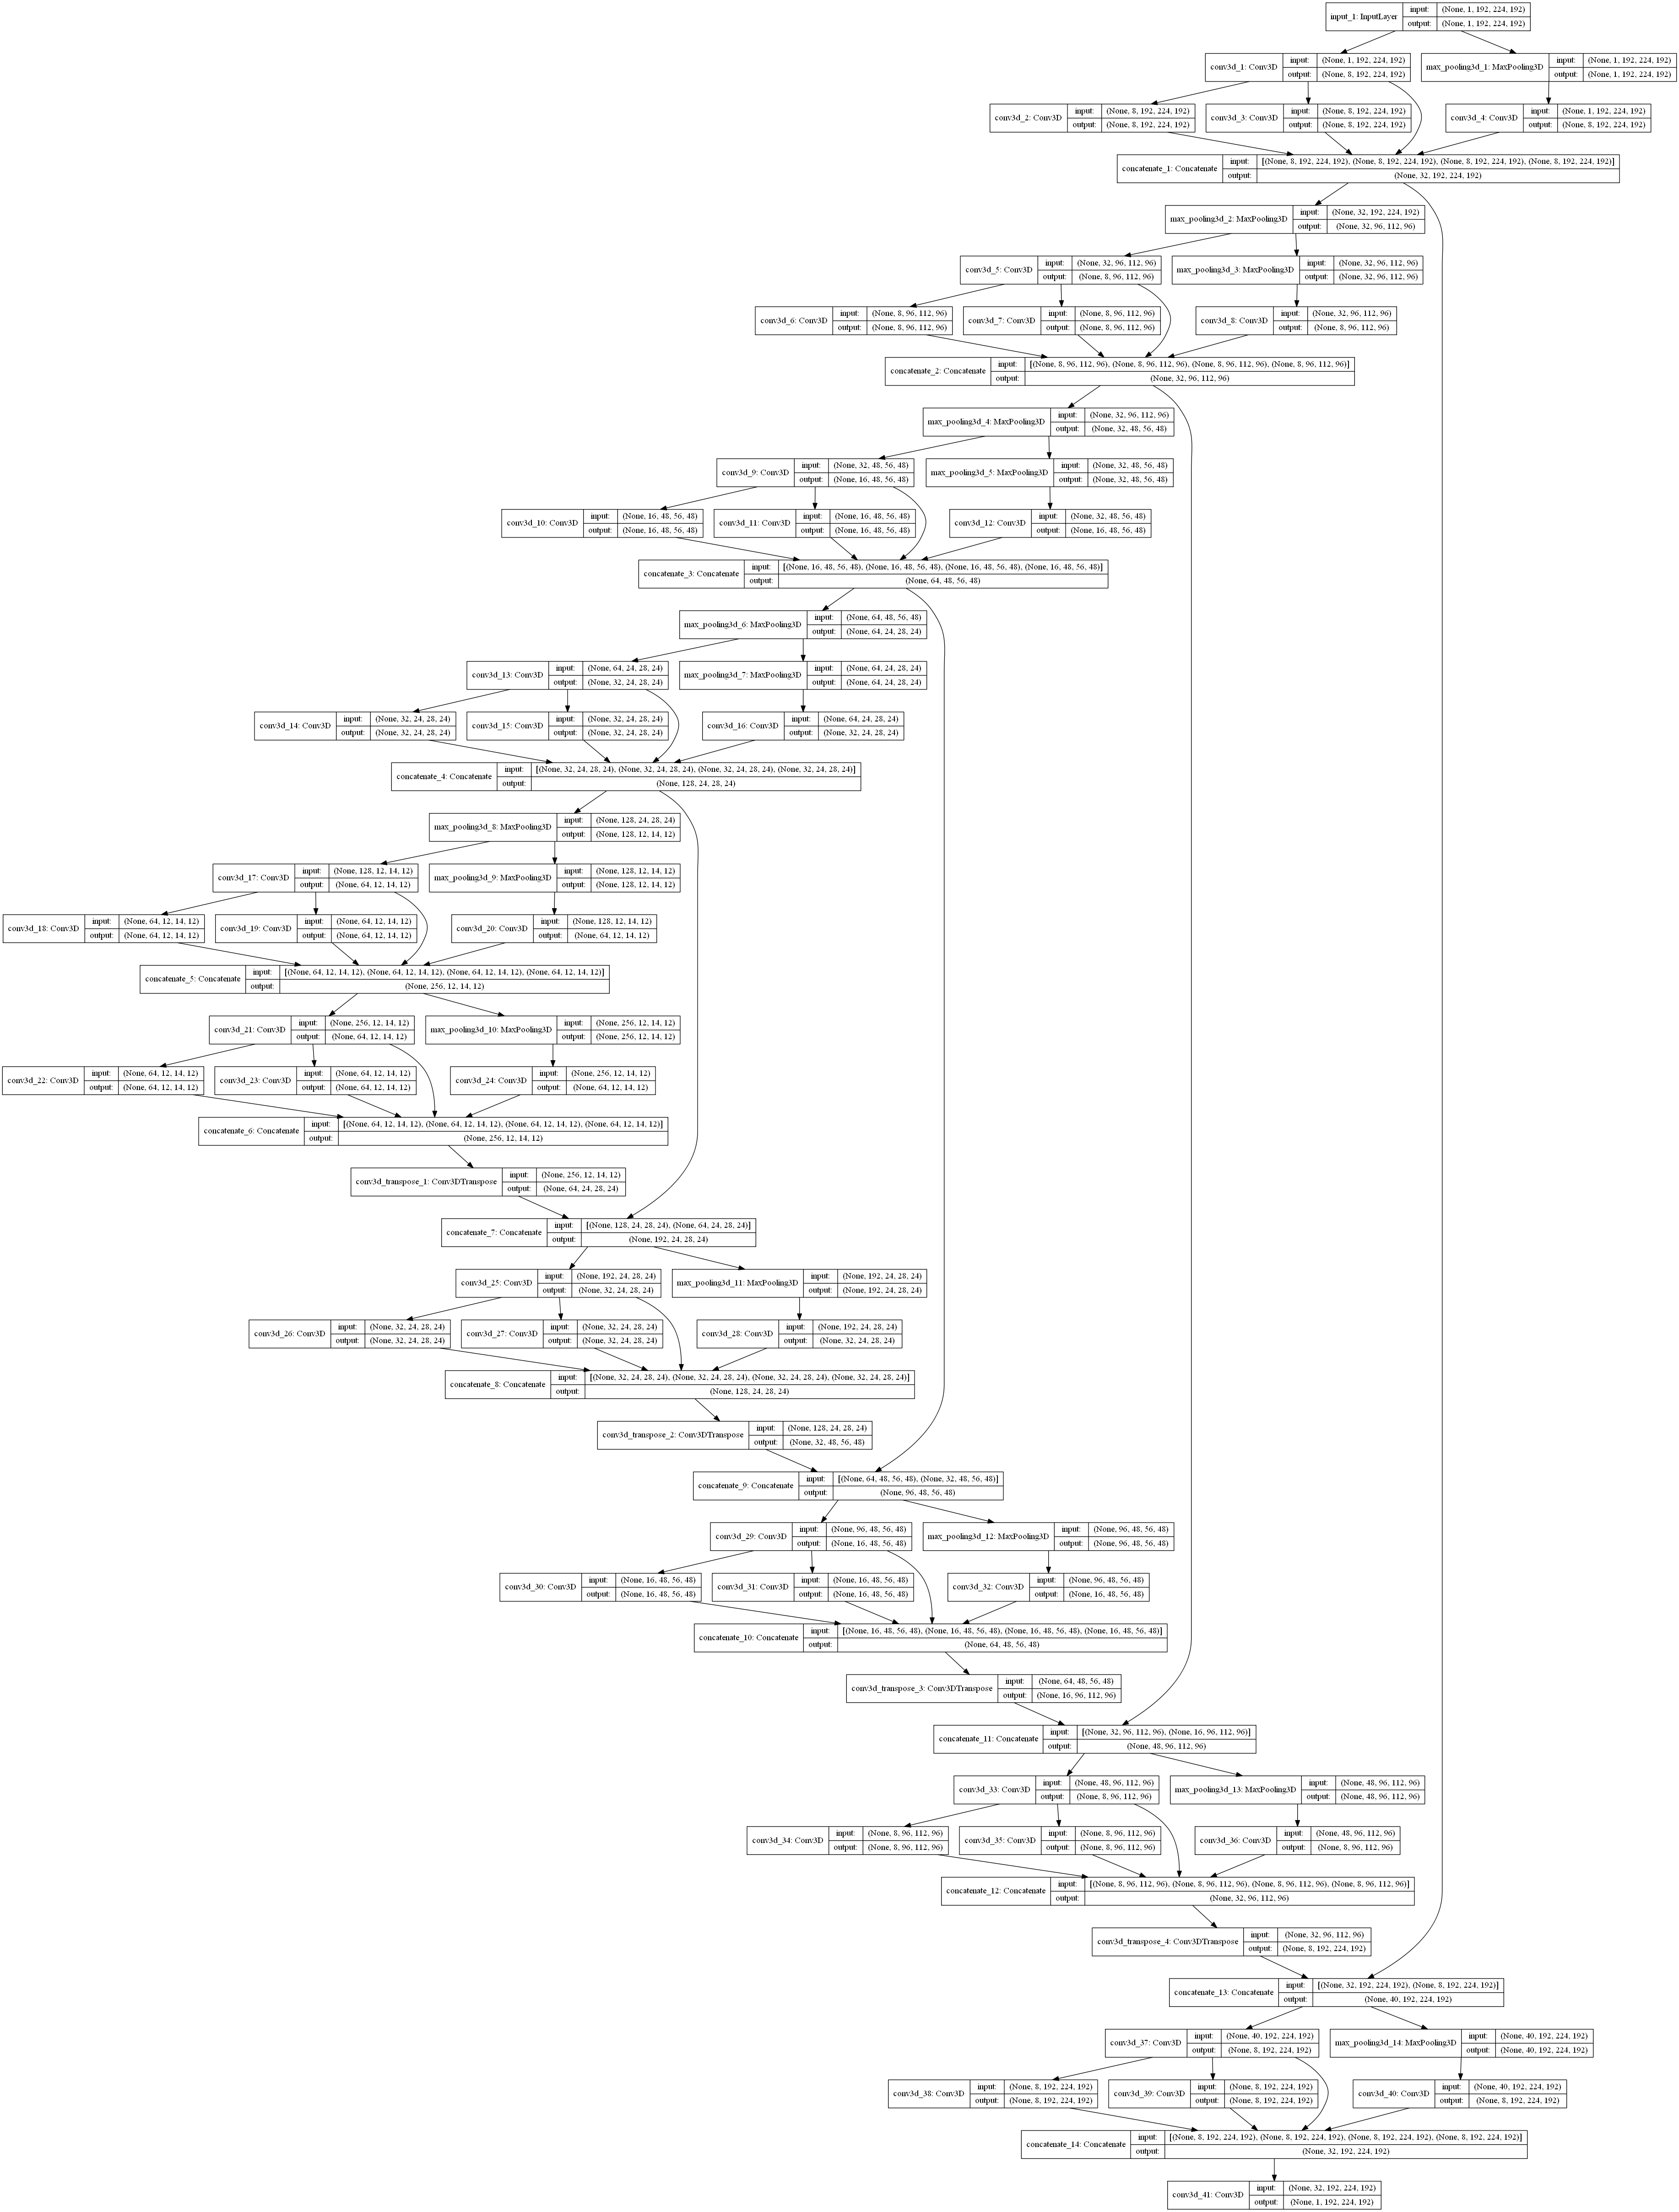 input_1: InputLayer input: (None, 1, 192, 224, 192)
output: (None, 1, 192, 224, 192)
conv3d_1: Conv3D input: (None, 1, 192, 224, 192)
output: (None, 8, 192, 224, 192)
max_pooling3d_1: MaxPooling3D input: (None, 1, 192, 224, 192)
output: (None, 1, 192, 224, 192)
conv3d_2: Conv3D input: (None, 8, 192, 224, 192)
output: (None, 8, 192, 224, 192)
conv3d_3: Conv3D input: (None, 8, 192, 224, 192)
output: (None, 8, 192, 224, 192)
conv3d_4: Conv3D input: (None, 1, 192, 224, 192)
output: (None, 8, 192, 224, 192)
concatenate_1: Concatenate input: [(None, 8, 192, 224, 192), (None, 8, 192, 224, 192), (None, 8, 192, 224, 192), (None, 8, 192, 224, 192)]
output: (None, 32, 192, 224, 192)
max_pooling3d_2: MaxPooling3D input: (None, 32, 192, 224, 192)
output: (None, 32, 96, 112, 96)
conv3d_5: Conv3D input: (None, 32, 96, 112, 96)
output: (None, 8, 96, 112, 96)
max_pooling3d_3: MaxPooling3D input: (None, 32, 96, 112, 96)
output: (None, 32, 96, 112, 96)
conv3d_6: Conv3D input: (None, 8, 96, 112, 96)
output: (None, 8, 96, 112, 96)
conv3d_7: Conv3D input: (None, 8, 96, 112, 96)
output: (None, 8, 96, 112, 96)
conv3d_8: Conv3D input: (None, 32, 96, 112, 96)
output: (None, 8, 96, 112, 96)
concatenate_2: Concatenate input: [(None, 8, 96, 112, 96), (None, 8, 96, 112, 96), (None, 8, 96, 112, 96), (None, 8, 96, 112, 96)]
output: (None, 32, 96, 112, 96)
max_pooling3d_4: MaxPooling3D input: (None, 32, 96, 112, 96)
output: (None, 32, 48, 56, 48)
conv3d_9: Conv3D input: (None, 32, 48, 56, 48)
output: (None, 16, 48, 56, 48)
max_pooling3d_5: MaxPooling3D input: (None, 32, 48, 56, 48)
output: (None, 32, 48, 56, 48)
conv3d_10: Conv3D input: (None, 16, 48, 56, 48)
output: (None, 16, 48, 56, 48)
conv3d_11: Conv3D input: (None, 16, 48, 56, 48)
output: (None, 16, 48, 56, 48)
conv3d_12: Conv3D input: (None, 32, 48, 56, 48)
output: (None, 16, 48, 56, 48)
concatenate_3: Concatenate input: [(None, 16, 48, 56, 48), (None, 16, 48, 56, 48), (None, 16, 48, 56, 48), (None, 16, 48, 56, 48)]
output: (None, 64, 48, 56, 48)
max_pooling3d_6: MaxPooling3D input: (None, 64, 48, 56, 48)
output: (None, 64, 24, 28, 24)
conv3d_13: Conv3D input: (None, 64, 24, 28, 24)
output: (None, 32, 24, 28, 24)
max_pooling3d_7: MaxPooling3D input: (None, 64, 24, 28, 24)
output: (None, 64, 24, 28, 24)
conv3d_14: Conv3D input: (None, 32, 24, 28, 24)
output: (None, 32, 24, 28, 24)
conv3d_15: Conv3D input: (None, 32, 24, 28, 24)
output: (None, 32, 24, 28, 24)
conv3d_16: Conv3D input: (None, 64, 24, 28, 24)
output: (None, 32, 24, 28, 24)
concatenate_4: Concatenate input: [(None, 32, 24, 28, 24), (None, 32, 24, 28, 24), (None, 32, 24, 28, 24), (None, 32, 24, 28, 24)]
output: (None, 128, 24, 28, 24)
max_pooling3d_8: MaxPooling3D input: (None, 128, 24, 28, 24)
output: (None, 128, 12, 14, 12)
conv3d_17: Conv3D input: (None, 128, 12, 14, 12)
output: (None, 64, 12, 14, 12)
max_pooling3d_9: MaxPooling3D input: (None, 128, 12, 14, 12)
output: (None, 128, 12, 14, 12)
conv3d_18: Conv3D input: (None, 64, 12, 14, 12)
output: (None, 64, 12, 14, 12)
conv3d_19: Conv3D input: (None, 64, 12, 14, 12)
output: (None, 64, 12, 14, 12)
conv3d_20: Conv3D input: (None, 128, 12, 14, 12)
output: (None, 64, 12, 14, 12)
concatenate_5: Concatenate input: [(None, 64, 12, 14, 12), (None, 64, 12, 14, 12), (None, 64, 12, 14, 12), (None, 64, 12, 14, 12)]
output: (None, 256, 12, 14, 12)
conv3d_21: Conv3D input: (None, 256, 12, 14, 12)
output: (None, 64, 12, 14, 12)
max_pooling3d_10: MaxPooling3D input: (None, 256, 12, 14, 12)
output: (None, 256, 12, 14, 12)
conv3d_22: Conv3D input: (None, 64, 12, 14, 12)
output: (None, 64, 12, 14, 12)
conv3d_23: Conv3D input: (None, 64, 12, 14, 12)
output: (None, 64, 12, 14, 12)
conv3d_24: Conv3D input: (None, 256, 12, 14, 12)
output: (None, 64, 12, 14, 12)
concatenate_6: Concatenate input: [(None, 64, 12, 14, 12), (None, 64, 12, 14, 12), (None, 64, 12, 14, 12), (None, 64, 12, 14, 12)]
output: (None, 256, 12, 14, 12)
conv3d_transpose_1: Conv3DTranspose input: (None, 256, 12, 14, 12)
output: (None, 64, 24, 28, 24)
concatenate_7: Concatenate input: [(None, 128, 24, 28, 24), (None, 64, 24, 28, 24)]
output: (None, 192, 24, 28, 24)
conv3d_25: Conv3D input: (None, 192, 24, 28, 24)
output: (None, 32, 24, 28, 24)
max_pooling3d_11: MaxPooling3D input: (None, 192, 24, 28, 24)
output: (None, 192, 24, 28, 24)
conv3d_26: Conv3D input: (None, 32, 24, 28, 24)
output: (None, 32, 24, 28, 24)
conv3d_27: Conv3D input: (None, 32, 24, 28, 24)
output: (None, 32, 24, 28, 24)
conv3d_28: Conv3D input: (None, 192, 24, 28, 24)
output: (None, 32, 24, 28, 24)
concatenate_8: Concatenate input: [(None, 32, 24, 28, 24), (None, 32, 24, 28, 24), (None, 32, 24, 28, 24), (None, 32, 24, 28, 24)]
output: (None, 128, 24, 28, 24)
conv3d_transpose_2: Conv3DTranspose input: (None, 128, 24, 28, 24)
output: (None, 32, 48, 56, 48)
concatenate_9: Concatenate input: [(None, 64, 48, 56, 48), (None, 32, 48, 56, 48)]
output: (None, 96, 48, 56, 48)
conv3d_29: Conv3D input: (None, 96, 48, 56, 48)
output: (None, 16, 48, 56, 48)
max_pooling3d_12: MaxPooling3D input: (None, 96, 48, 56, 48)
output: (None, 96, 48, 56, 48)
conv3d_30: Conv3D input: (None, 16, 48, 56, 48)
output: (None, 16, 48, 56, 48)
conv3d_31: Conv3D input: (None, 16, 48, 56, 48)
output: (None, 16, 48, 56, 48)
conv3d_32: Conv3D input: (None, 96, 48, 56, 48)
output: (None, 16, 48, 56, 48)
concatenate_10: Concatenate input: [(None, 16, 48, 56, 48), (None, 16, 48, 56, 48), (None, 16, 48, 56, 48), (None, 16, 48, 56, 48)]
output: (None, 64, 48, 56, 48)
conv3d_transpose_3: Conv3DTranspose input: (None, 64, 48, 56, 48)
output: (None, 16, 96, 112, 96)
concatenate_11: Concatenate input: [(None, 32, 96, 112, 96), (None, 16, 96, 112, 96)]
output: (None, 48, 96, 112, 96)
conv3d_33: Conv3D input: (None, 48, 96, 112, 96)
output: (None, 8, 96, 112, 96)
max_pooling3d_13: MaxPooling3D input: (None, 48, 96, 112, 96)
output: (None, 48, 96, 112, 96)
conv3d_34: Conv3D input: (None, 8, 96, 112, 96)
output: (None, 8, 96, 112, 96)
conv3d_35: Conv3D input: (None, 8, 96, 112, 96)
output: (None, 8, 96, 112, 96)
conv3d_36: Conv3D input: (None, 48, 96, 112, 96)
output: (None, 8, 96, 112, 96)
concatenate_12: Concatenate input: [(None, 8, 96, 112, 96), (None, 8, 96, 112, 96), (None, 8, 96, 112, 96), (None, 8, 96, 112, 96)]
output: (None, 32, 96, 112, 96)
conv3d_transpose_4: Conv3DTranspose input: (None, 32, 96, 112, 96)
output: (None, 8, 192, 224, 192)
concatenate_13: Concatenate input: [(None, 32, 192, 224, 192), (None, 8, 192, 224, 192)]
output: (None, 40, 192, 224, 192)
conv3d_37: Conv3D input: (None, 40, 192, 224, 192)
output: (None, 8, 192, 224, 192)
max_pooling3d_14: MaxPooling3D input: (None, 40, 192, 224, 192)
output: (None, 40, 192, 224, 192)
conv3d_38: Conv3D input: (None, 8, 192, 224, 192)
output: (None, 8, 192, 224, 192)
conv3d_39: Conv3D input: (None, 8, 192, 224, 192)
output: (None, 8, 192, 224, 192)
conv3d_40: Conv3D input: (None, 40, 192, 224, 192)
output: (None, 8, 192, 224, 192)
concatenate_14: Concatenate input: [(None, 8, 192, 224, 192), (None, 8, 192, 224, 192), (None, 8, 192, 224, 192), (None, 8, 192, 224, 192)]
output: (None, 32, 192, 224, 192)
conv3d_41: Conv3D input: (None, 32, 192, 224, 192)
output: (None, 1, 192, 224, 192)